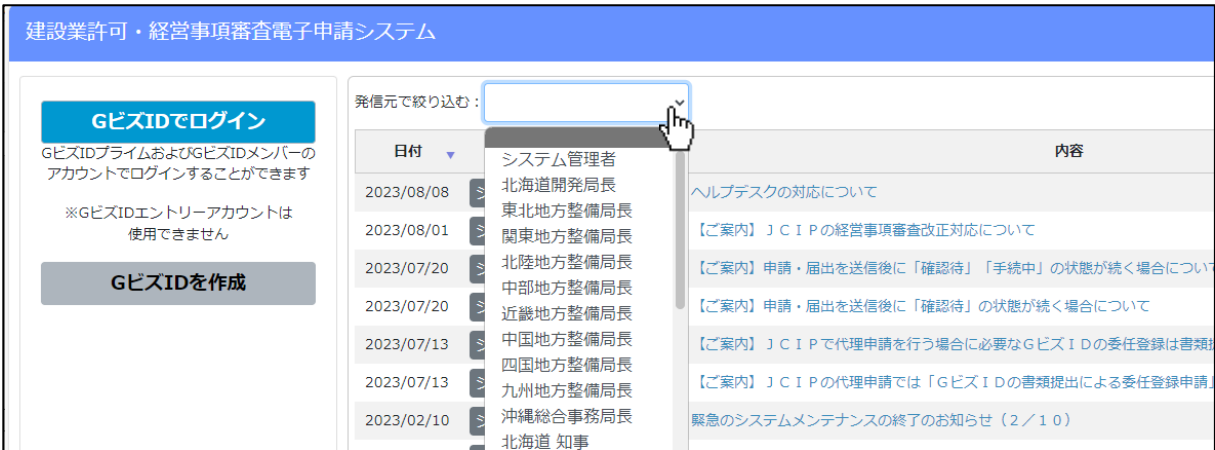 建設業許可・経営事項審査電子申請システム
GビズIDでログイン
GビズIDプライムおよびGビズIDメンバーの
アカウントでログインすることができます
※GビズIDエントリーアカウントは
使用できません
GビズIDを作成
発信元で絞り込む：
日付
内容
システム管理者
北海道開発局長
東北地方整備局長
関東地方整備局長
北陸地方整備局長
中部地方整備局長
近畿地方整備局長
中国地方整備局長
四国地方整備局長
九州地方整備局長
沖縄総合事務局長
北海道 知事
2023/08/08
ヘルプデスクの対応について
2023/08/01
【ご案内】ＪＣＩＰの経営事項審査改正対応について
2023/07/20
【ご案内】申請・届出を送信後に「確認待」「手続中」の状態が続く場合につい
2023/07/20
【ご案内】申請・届出を送信後に「確認待」の状態が続く場合について
2023/07/13
【ご案内】ＪＣＩＰで代理申請を行う場合に必要なＧビズＩＤの委任登録は書類
2023/07/13
【ご案内】ＪＣＩＰの代理申請では「ＧビズＩＤの書類提出による委任登録申請」
2023/02/10
緊急のシステムメンテナンスの終了のお知らせ（２／１０）